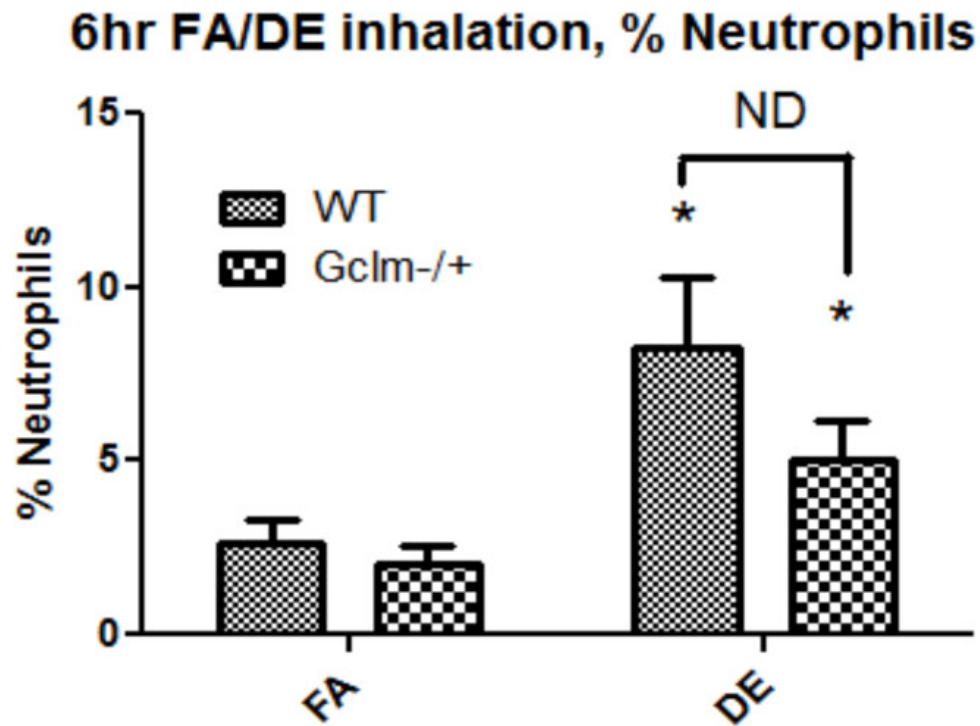 6hr FA/DE inhalation, % Neutrophils
15
10
5
0
% Neutrophils
WT
Gclm-/+
ND
*
*
FA
DE